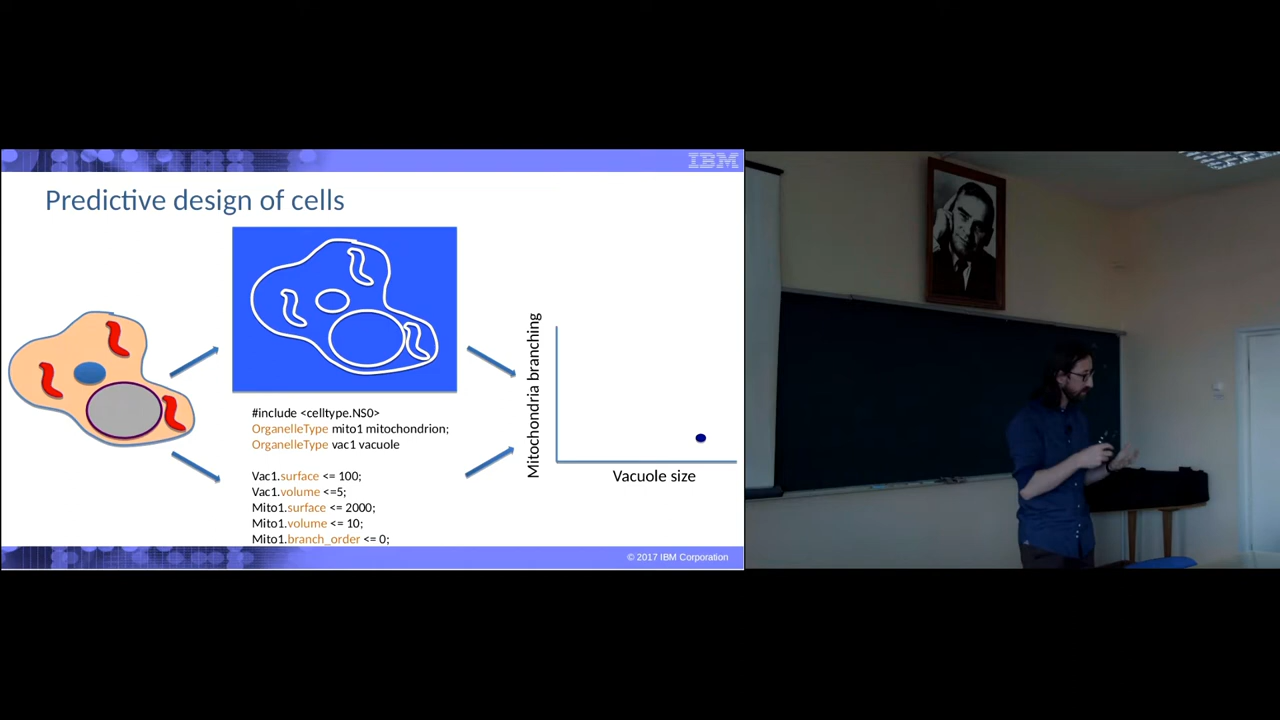 IBM
Predictive design of cells
#include <celltype.NS0>
OrganelleType mito1 mitochondrion;
OrganelleType vac1 vacuole
Vac1.surface <= 100;
Vac1.volume <=5;
Mito1.surface <= 2000;
Mito1.volume <= 10;
Mito1.branch_order <= 0;
Mitochondria branching
Vacuole size
© 2017 IBM Corporation